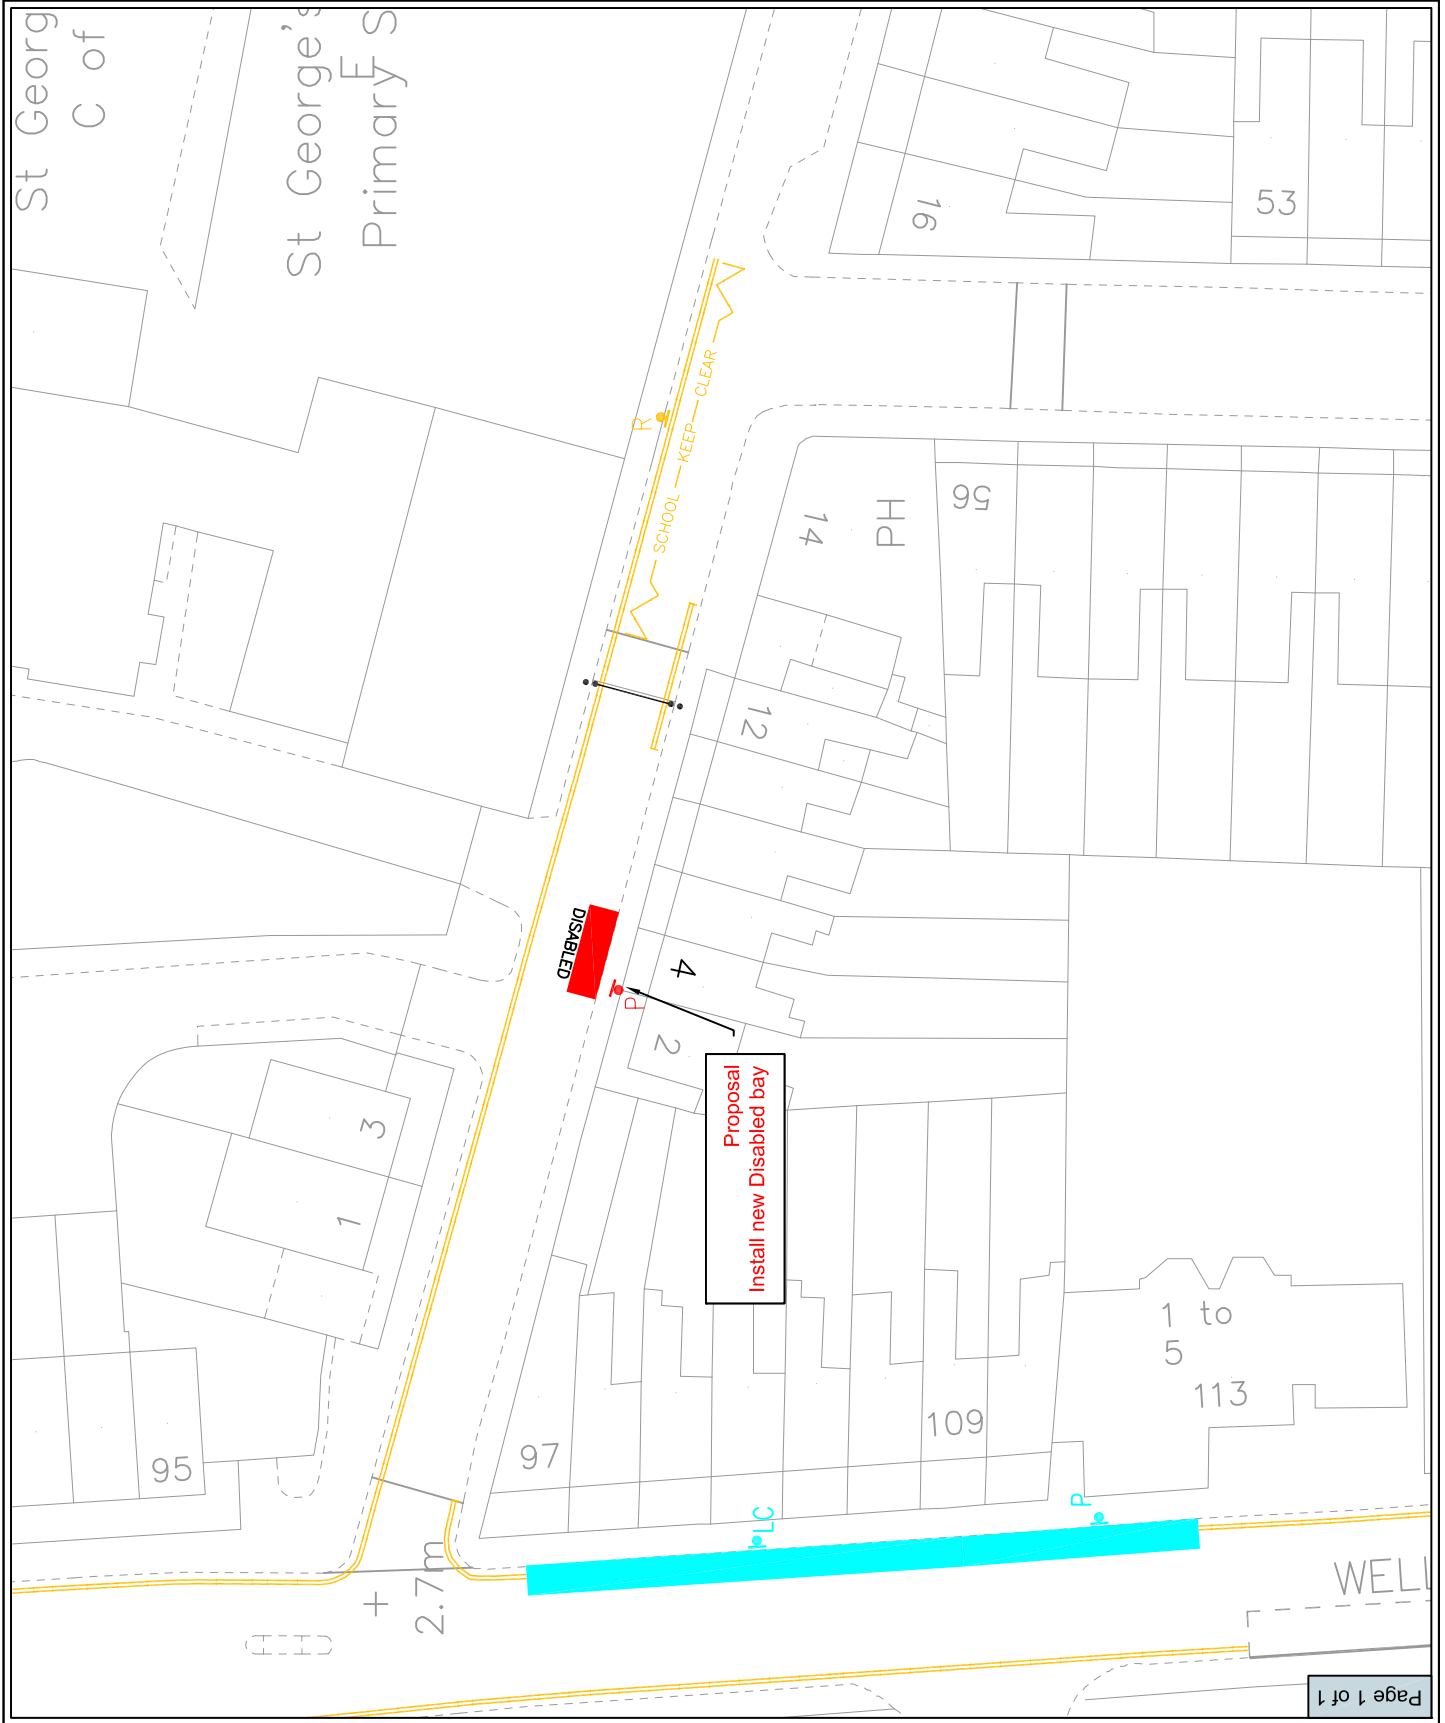 St Georg
C of
St George's
E
Primary S
16
53
R
SCHOOL KEEP CLEAR
14
PH
56
12
DISABLED
4
P
2
Proposal
Install new Disabled bay
3
1
1 to
5
113
109
97
95
LC
P
2.7m
WELL
Page 1 of 1